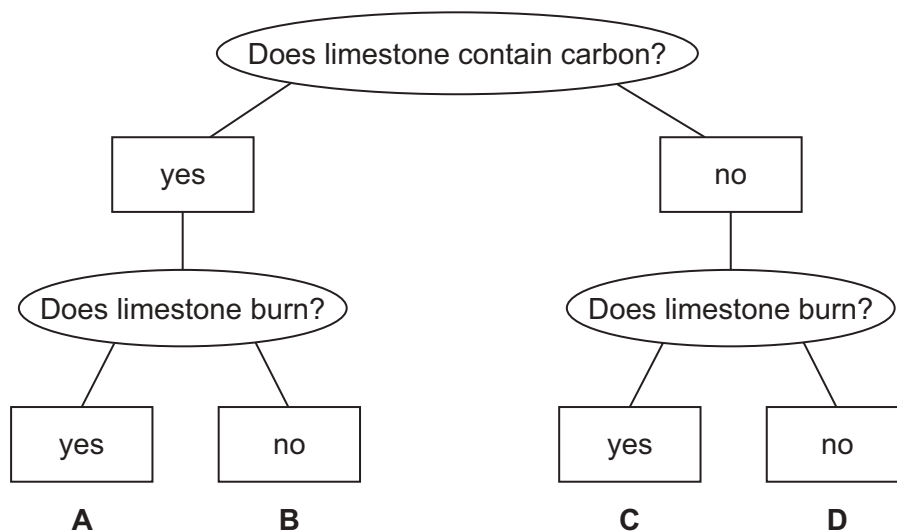 Does limestone contain carbon?
yes
no
Does limestone burn?
Does limestone burn?
yes
no
yes
no
A
B
C
D